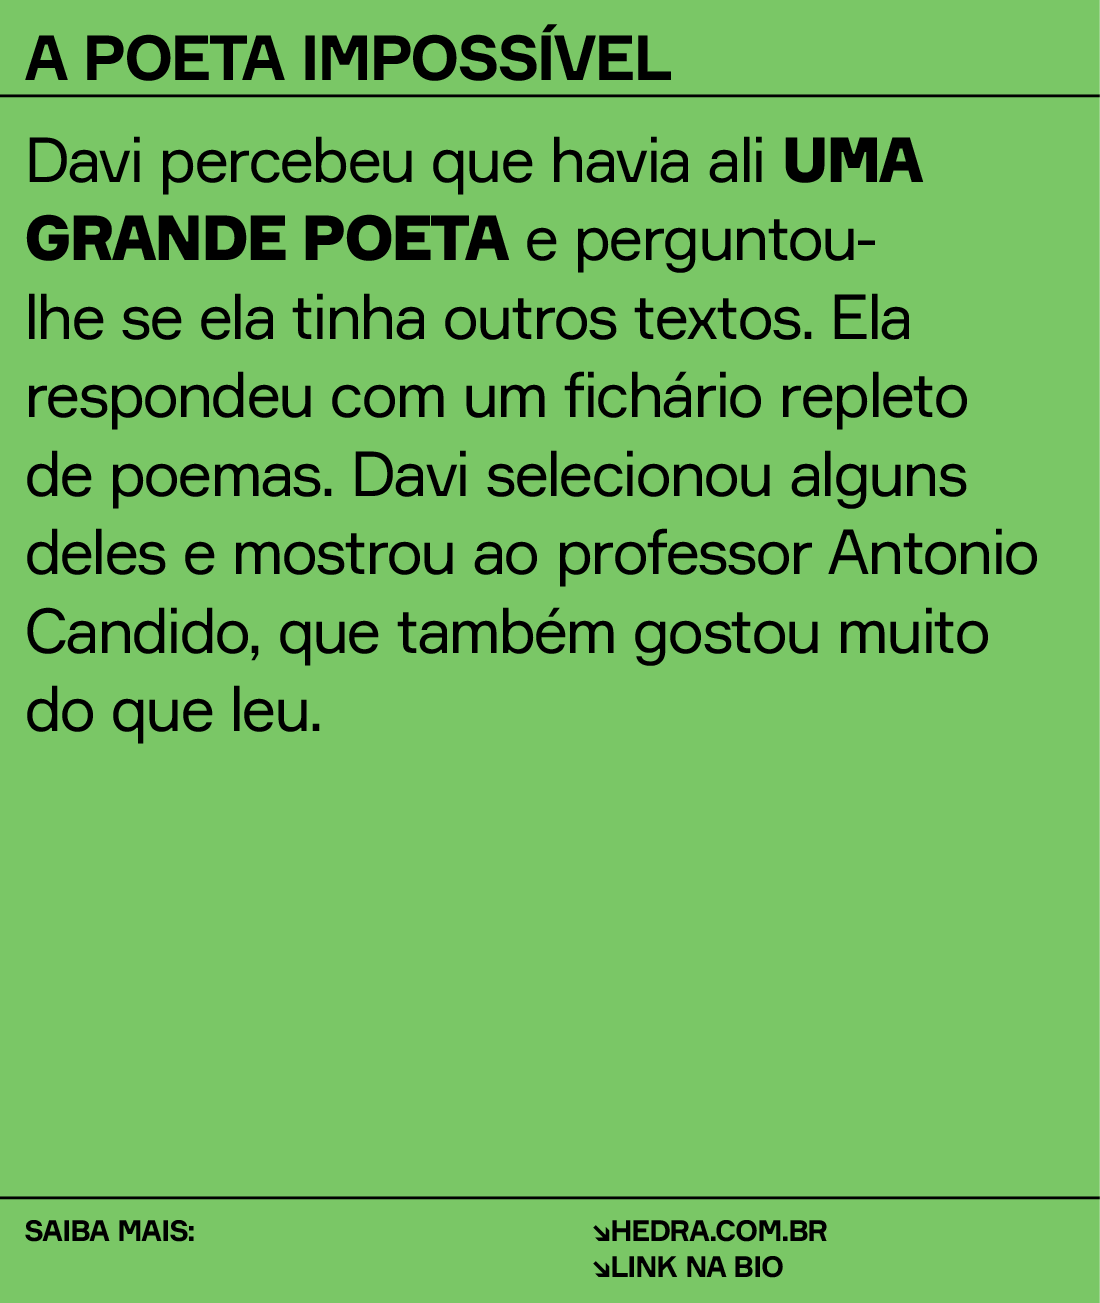 A POETA IMPOSSÍVEL
Davi percebeu que havia ali UMA
GRANDE POETA e perguntou-
lhe se ela tinha outros textos. Ela
respondeu com um fichário repleto
de poemas. Davi selecionou alguns
deles e mostrou ao professor Antonio
Candido, que também gostou muito
do que leu.
SAIBA MAIS:
↘HEDRA.COM.BR
↘LINK NA BIO